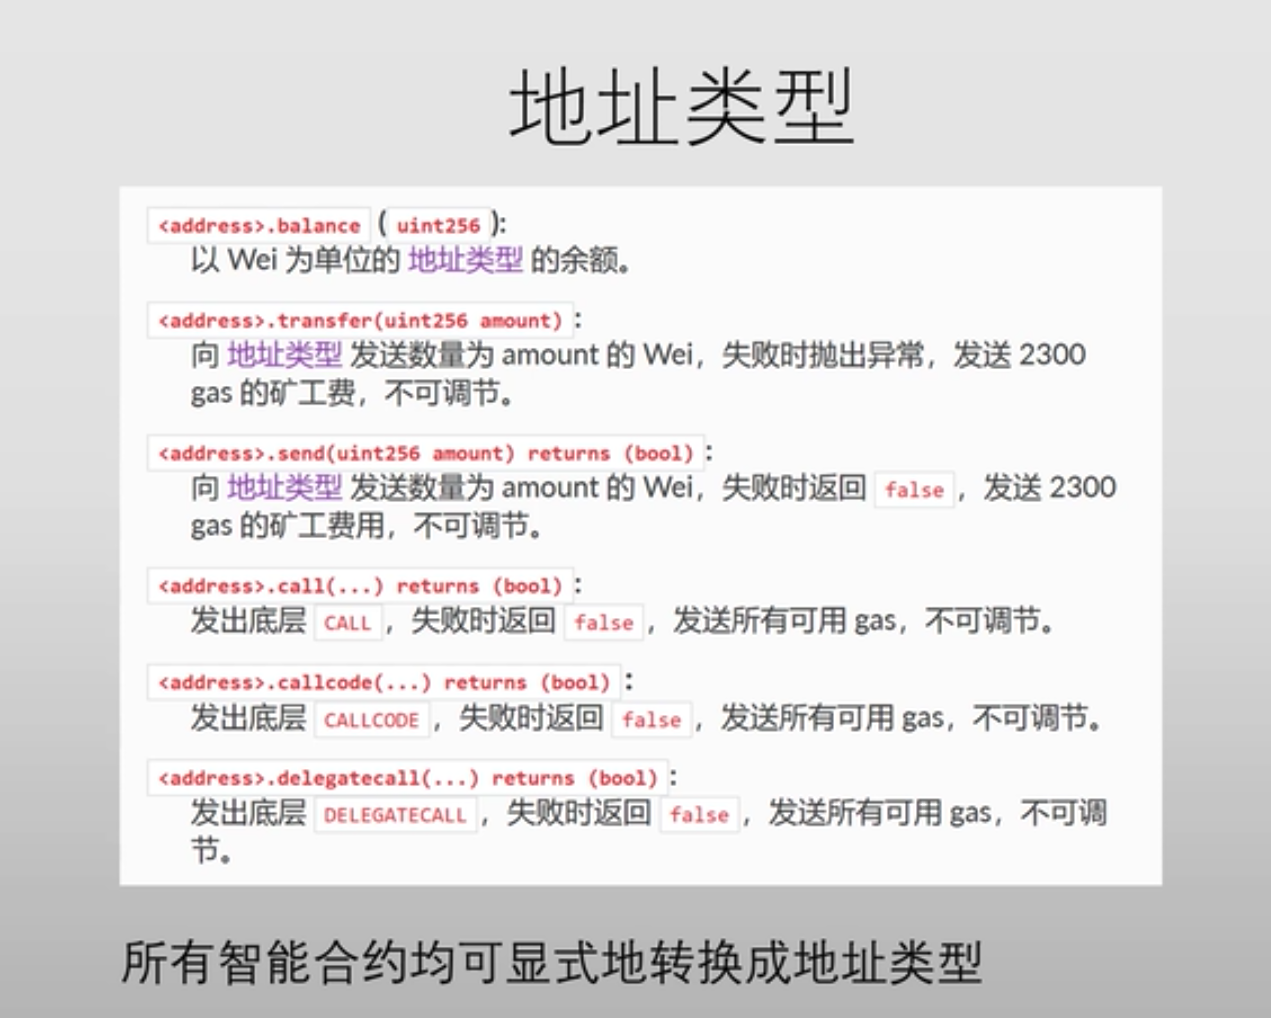 地址类型
<address>.balance ( uint256 ):
以 Wei 为单位的 地址类型 的余额。
<address>.transfer(uint256 amount) :
向 地址类型 发送数量为 amount 的 Wei，失败时抛出异常，发送 2300
gas 的矿工费，不可调节。
<address>.send(uint256 amount) returns (bool) :
向 地址类型 发送数量为 amount 的 Wei，失败时返回 false ，发送 2300
gas 的矿工费用，不可调节。
<address>.call(...) returns (bool) :
发出底层 CALL ，失败时返回 false ，发送所有可用 gas，不可调节。
<address>.callcode(...) returns (bool) :
发出底层 CALLCODE ，失败时返回 false ，发送所有可用 gas，不可调节。
<address>.delegatecall(...) returns (bool) :
发出底层 DELEGATECALL ，失败时返回 false ，发送所有可用 gas，不可调
节。
所有智能合约均可显式地转换成地址类型